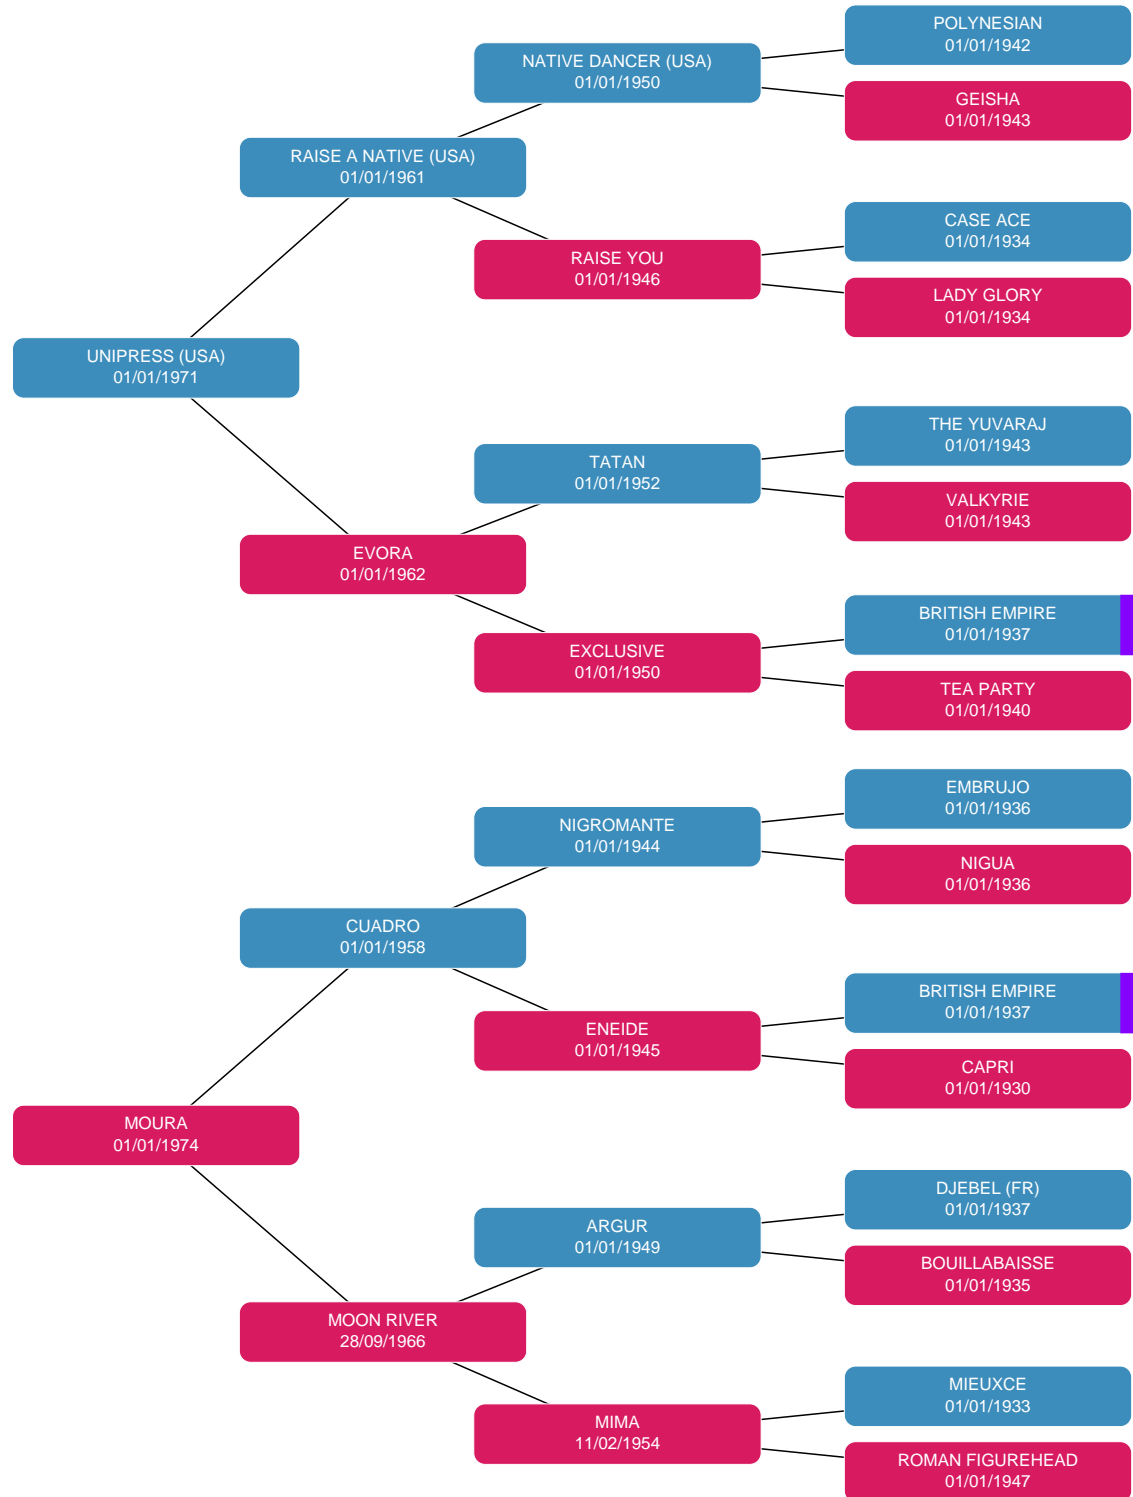 POLYNESIAN
01/01/1942
NATIVE DANCER (USA)
01/01/1950
GEISHA
01/01/1943
RAISE A NATIVE (USA)
01/01/1961
CASE ACE
01/01/1934
RAISE YOU
01/01/1946
LADY GLORY
01/01/1934
UNIPRESS (USA)
01/01/1971
THE YUVARAJ
01/01/1943
TATAN
01/01/1952
VALKYRIE
01/01/1943
EVORA
01/01/1962
BRITISH EMPIRE
01/01/1937
EXCLUSIVE
01/01/1950
TEA PARTY
01/01/1940
EMBRUJO
01/01/1936
NIGROMANTE
01/01/1944
NIGUA
01/01/1936
CUADRO
01/01/1958
BRITISH EMPIRE
01/01/1937
ENEIDE
01/01/1945
CAPRI
01/01/1930
MOURA
01/01/1974
DJEBEL (FR)
01/01/1937
ARGUR
01/01/1949
BOUILLABAISSE
01/01/1935
MOON RIVER
28/09/1966
MIEUXCE
01/01/1933
MIMA
11/02/1954
ROMAN FIGUREHEAD
01/01/1947